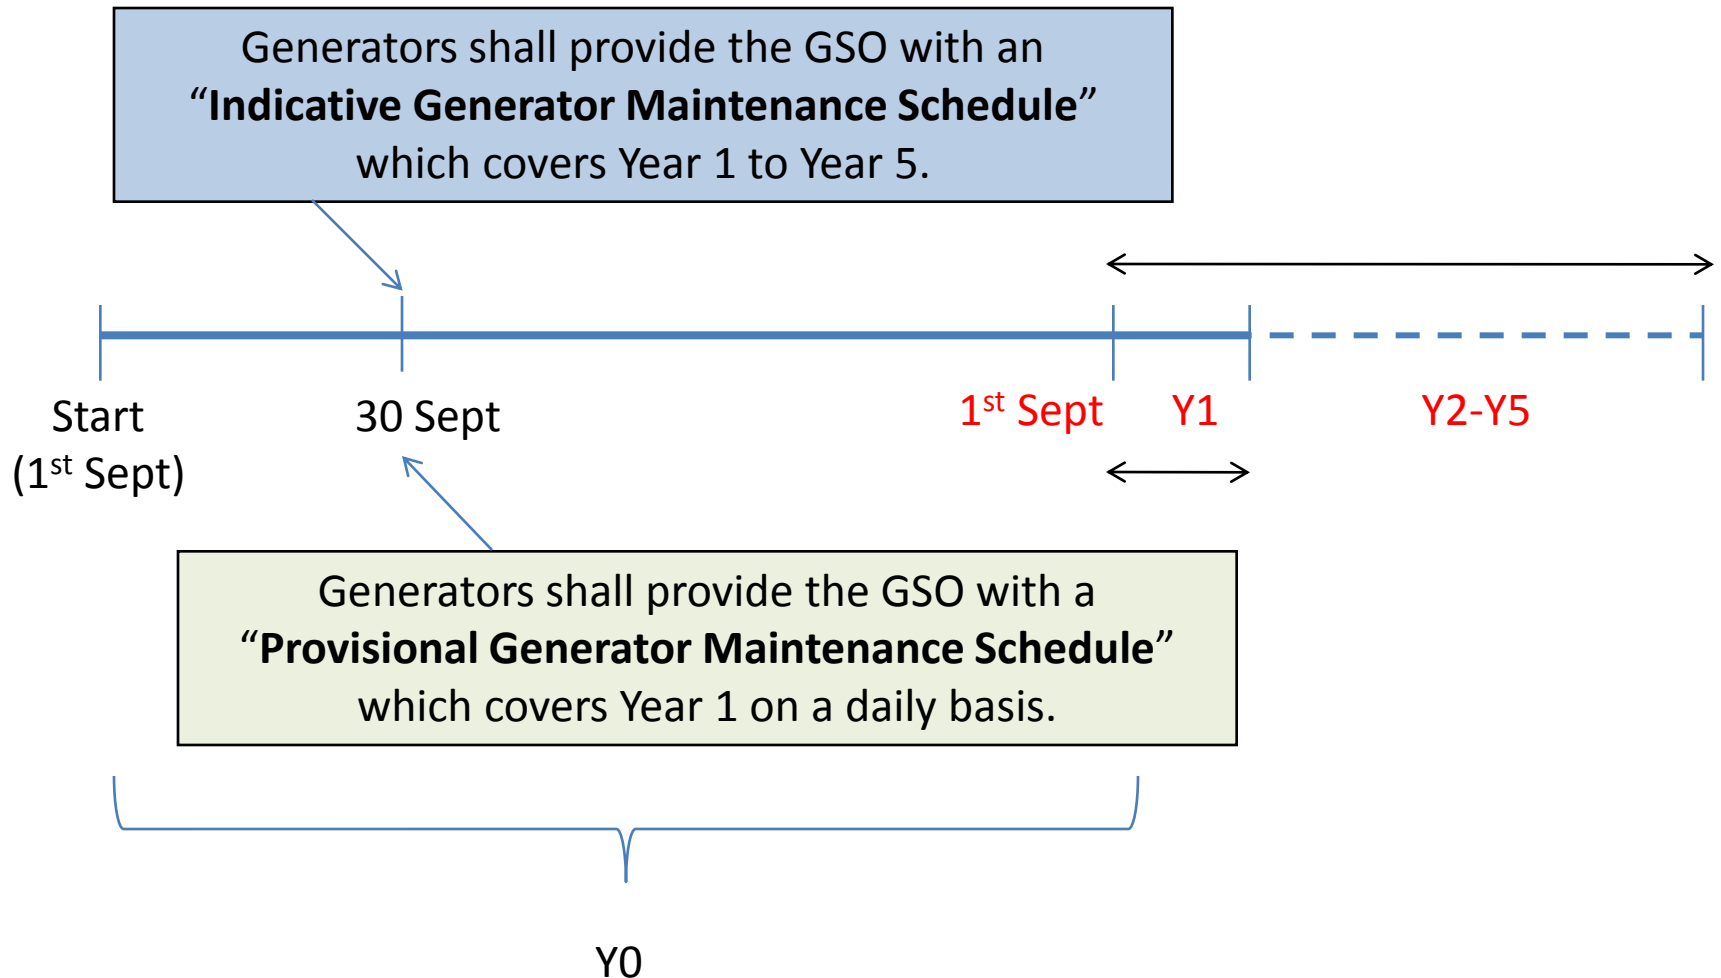 Generators shall provide the GSO with an
“Indicative Generator Maintenance Schedule”
which covers Year 1 to Year 5.
Start
(1st Sept)
30 Sept
1st Sept
Y1
Y2-Y5
Generators shall provide the GSO with a
“Provisional Generator Maintenance Schedule”
which covers Year 1 on a daily basis.
Y0